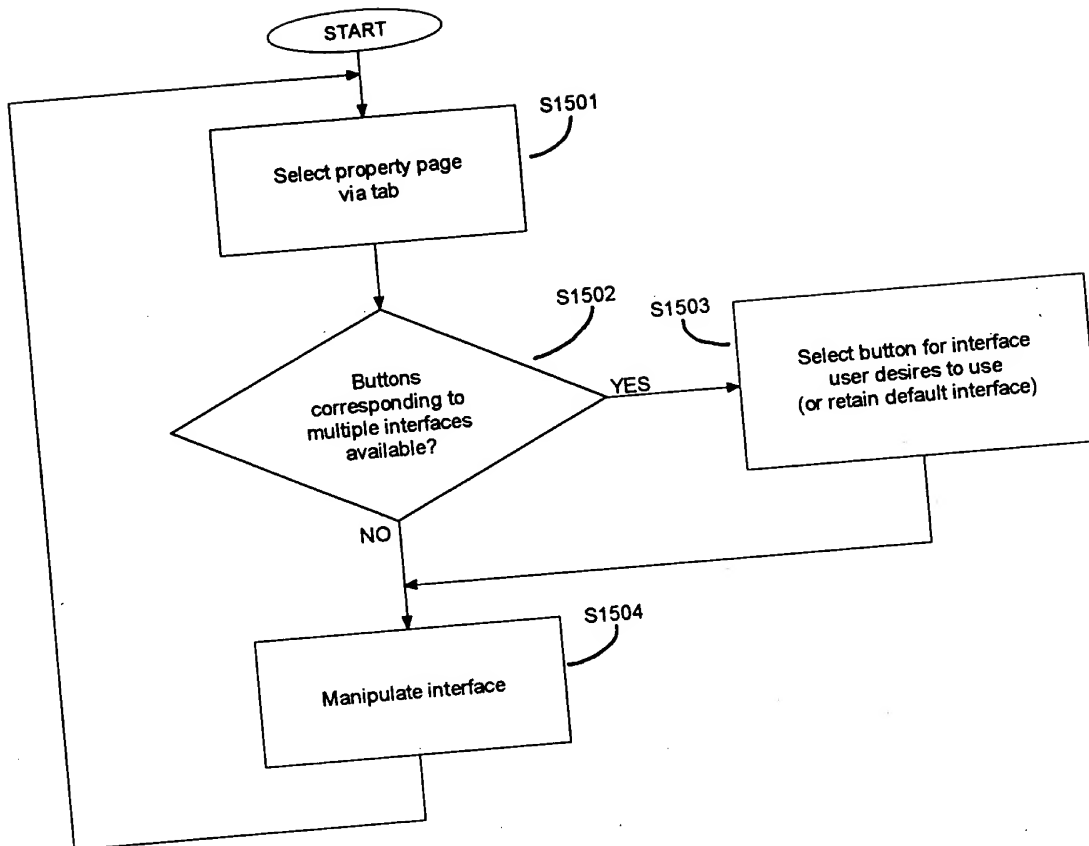 START
S1501
Select property page
via tab
S1502
Buttons
corresponding to
multiple interfaces
available?
YES
S1503
Select button for interface
user desires to use
(or retain default interface)
NO
S1504
Manipulate interface